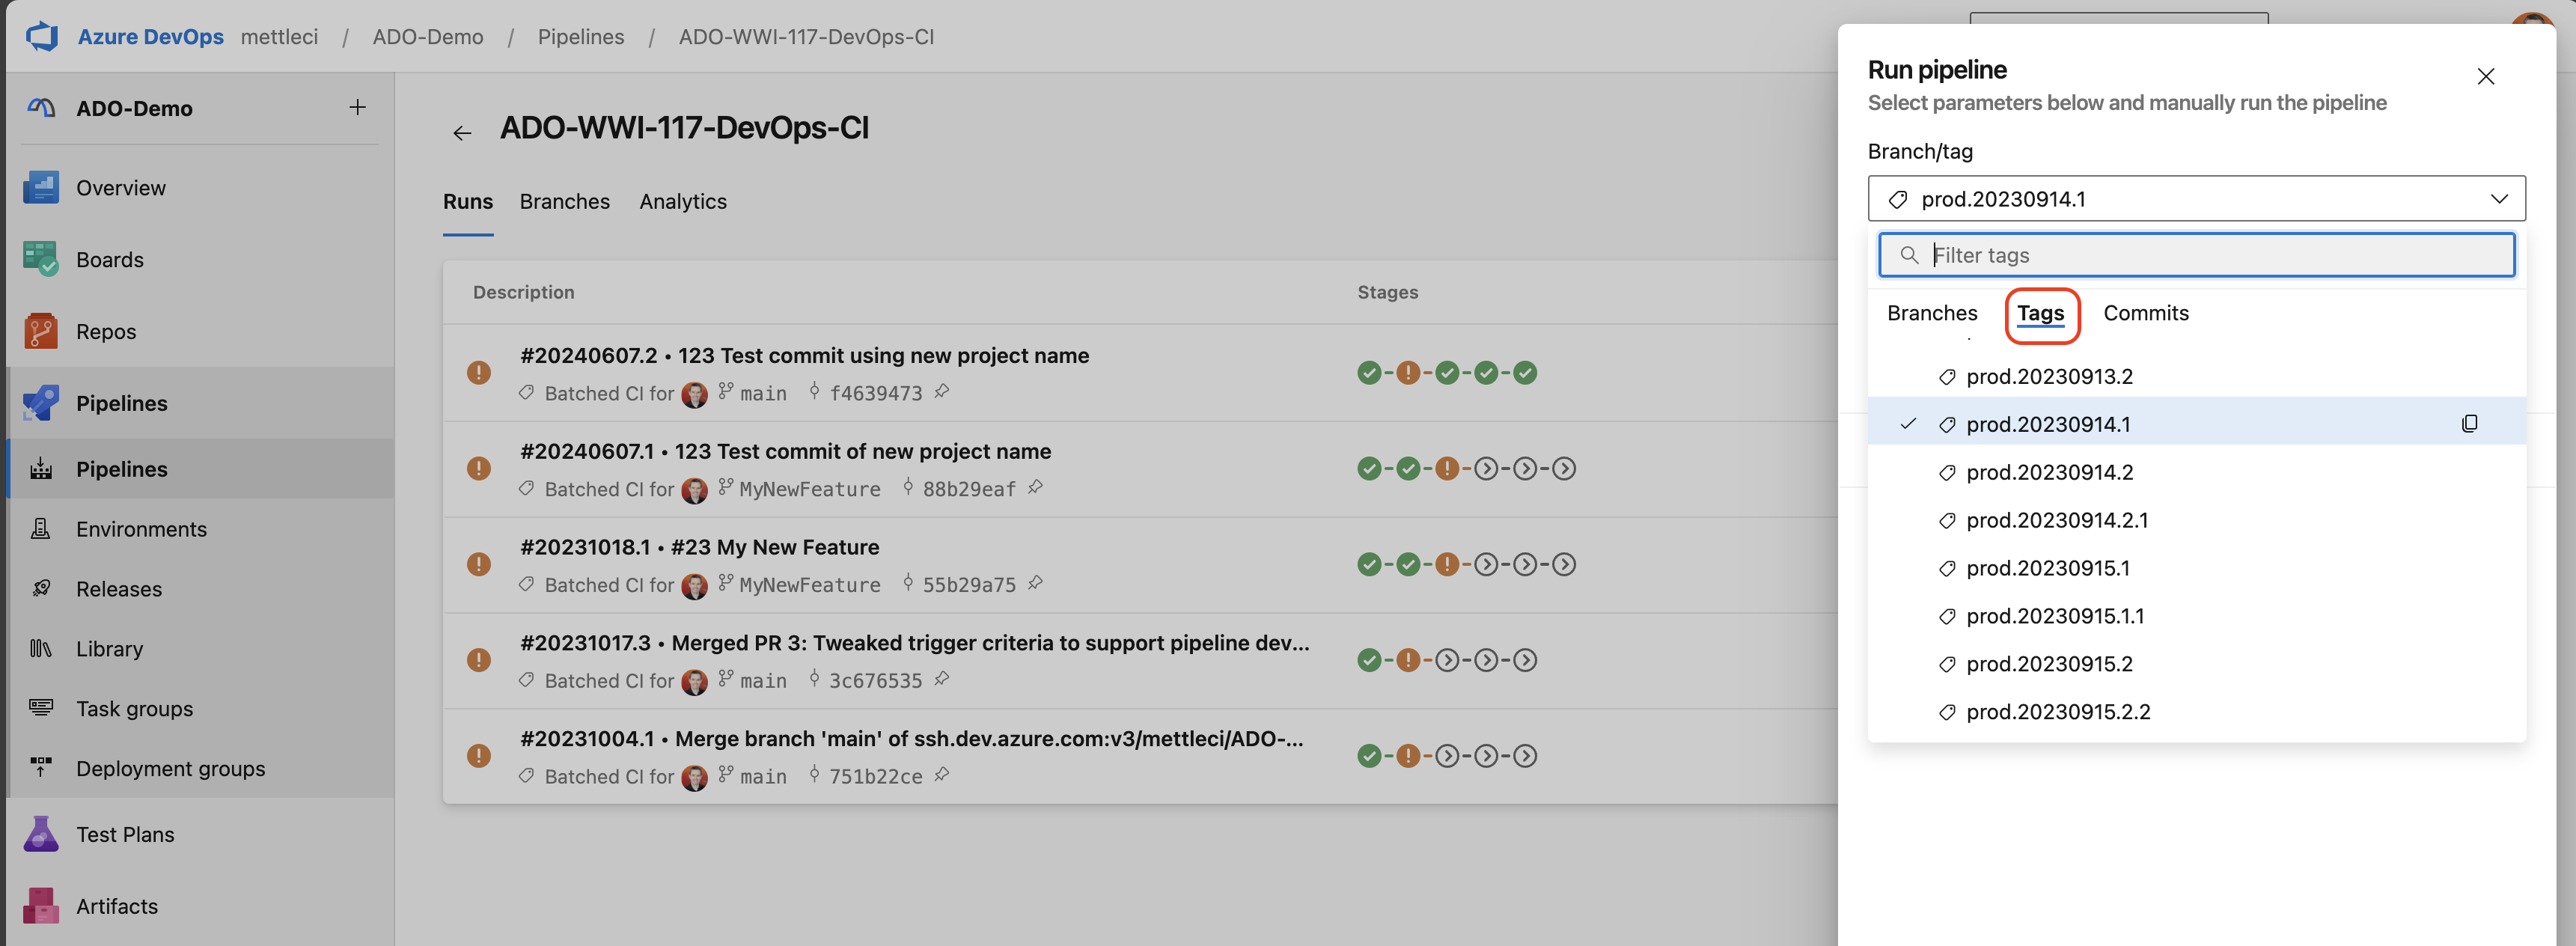 Azure DevOps mettleci / ADO-Demo / Pipelines / ADO-WWI-117-DevOps-CI
ADO-Demo
Overview
Boards
Repos
Pipelines
Pipelines
Environments
Releases
Library
Task groups
Deployment groups
Test Plans
Artifacts
ADO-WWI-117-DevOps-CI
Runs Branches Analytics
Description Stages
#20240607.2 • 123 Test commit using new project name
Batched CI for main f4639473
#20240607.1 • 123 Test commit of new project name
Batched CI for MyNewFeature 88b29eaf
#20231018.1 • #23 My New Feature
Batched CI for MyNewFeature 55b29a75
#20231017.3 • Merged PR 3: Tweaked trigger criteria to support pipeline dev...
Batched CI for main 3c676535
#20231004.1 • Merge branch 'main' of ssh.dev.azure.com:v3/mettleci/ADO-...
Batched CI for main 751b22ce
Run pipeline
Select parameters below and manually run the pipeline
Branch/tag
prod.20230914.1
Filter tags
Branches Tags Commits
prod.20230913.2
prod.20230914.1
prod.20230914.2
prod.20230914.2.1
prod.20230915.1
prod.20230915.1.1
prod.20230915.2
prod.20230915.2.2